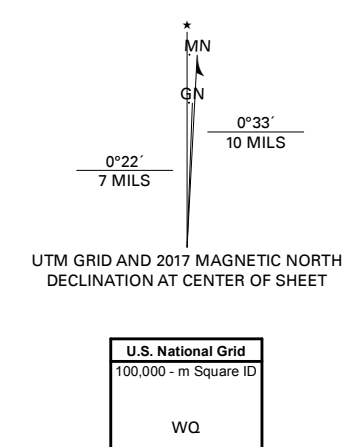 ★
MN
GN
0°33´
10 MILS
0°22´
7 MILS
UTM GRID AND 2017 MAGNETIC NORTH
DECLINATION AT CENTER OF SHEET
U.S. National Grid
100,000 - m Square ID
WQ